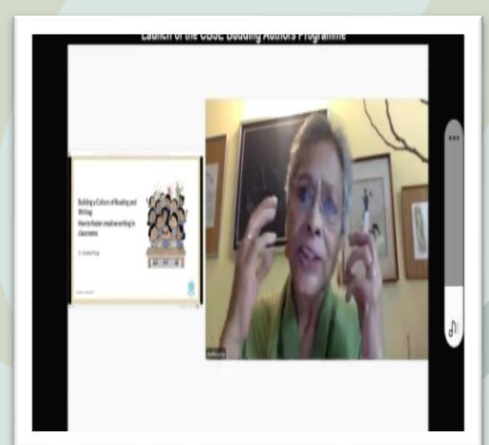 Launch of the CBSE Budding Authors Programme
Building a Culture of Reading and
Writing
How to foster creative writing in
classrooms